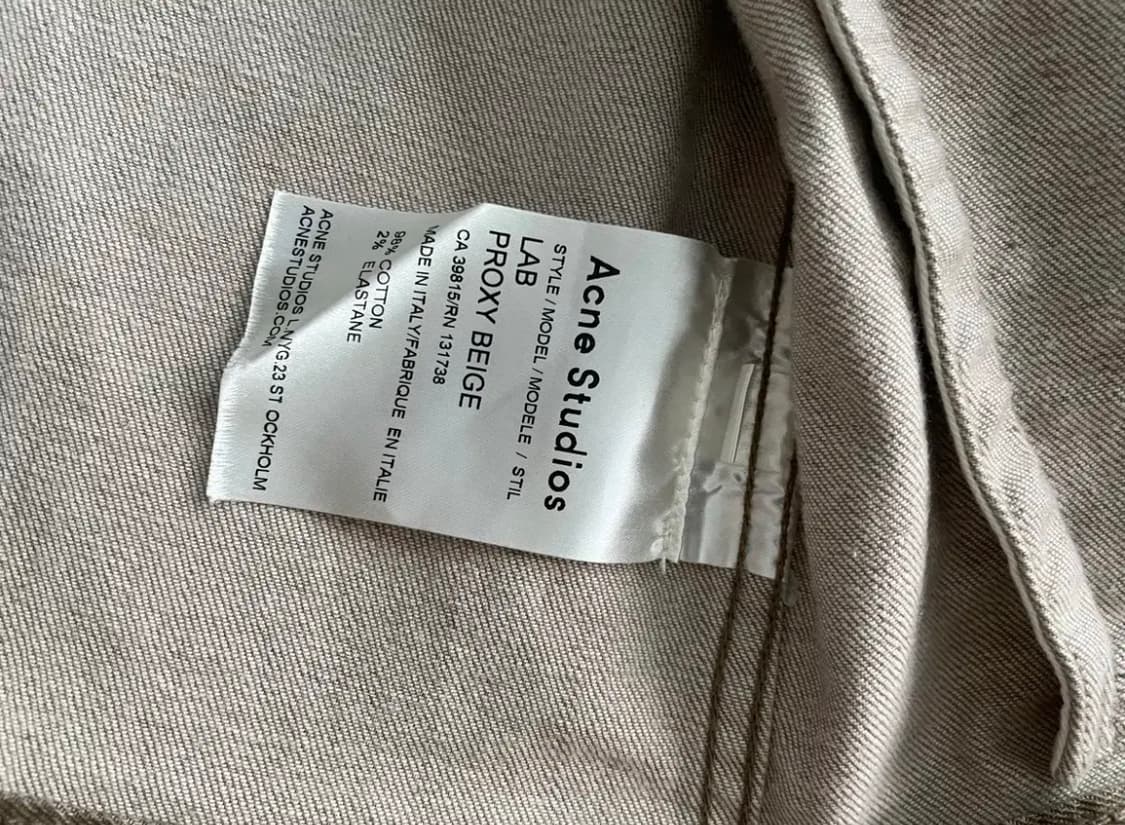 Acne Studios
STYLE / MODEL / MODELE / STIL
LAB
PROXY BEIGE
CA 39815/RN 131738
MADE IN ITALY/FABRIQUE EN ITALIE
98% COTTON
2% ELASTANE
ACNE STUDIOS L.NYG.23 ST OCKHOLM
ACNESTUDIOS.COM